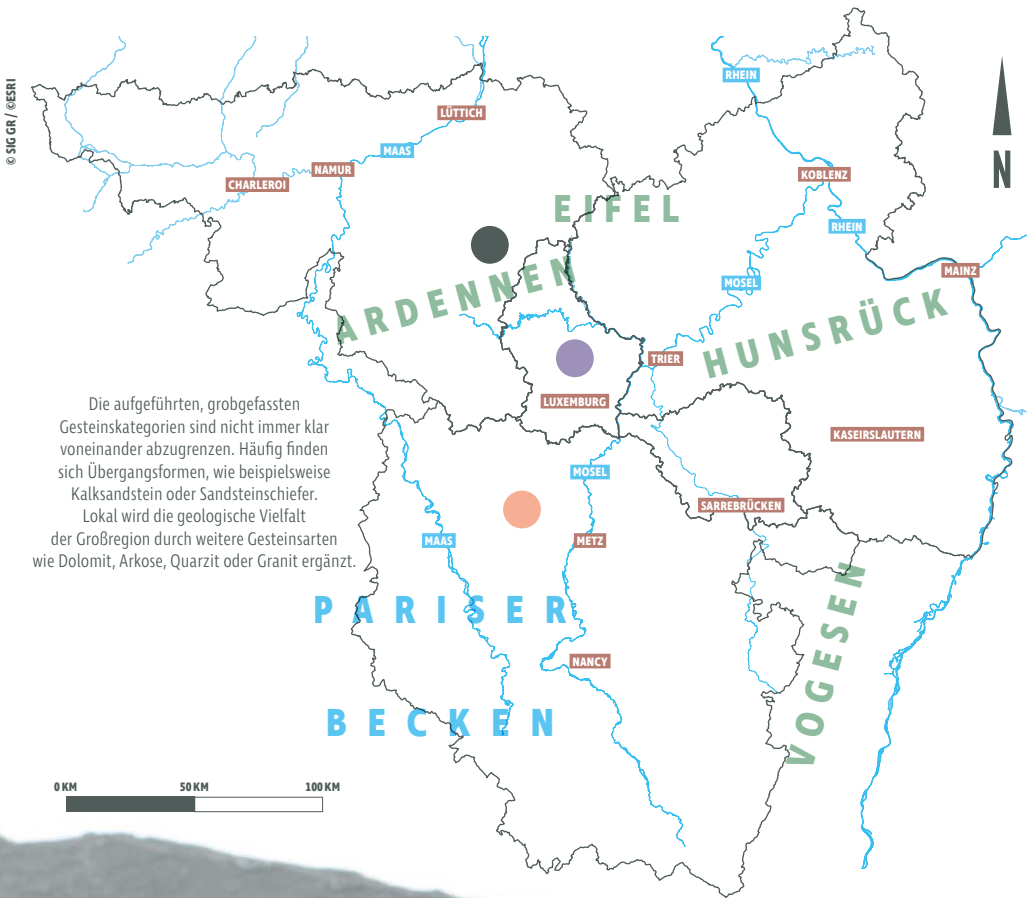 © SIG GR / ©ESRI
RHEIN
LÜTTICH
MAAS
NAMUR
CHARLEROI
KOBLENZ
N
EIFEL
RHEIN
ARDENNEN
MOSEL
MAINZ
HUNSRÜCK
TRIER
LUXEMBURG
Die aufgeführten, grobgefassten
Gesteinskategorien sind nicht immer klar
voneinander abzugrenzen. Häufig finden
sich Übergangsformen, wie beispielsweise
Kalksandstein oder Sandsteinschiefer.
Lokal wird die geologische Vielfalt
der Großregion durch weitere Gesteinsarten
wie Dolomit, Arkose, Quarzit oder Granit ergänzt.
KASEIRSLAUTERN
MOSEL
SARREBRÜCKEN
MAAS
METZ
PARISER
BECKEN
NANCY
VOGESEN
0 KM 50 KM 100 KM